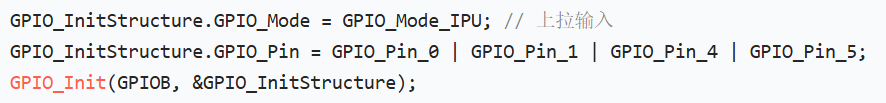 GPIO_InitStructure.GPIO_Mode = GPIO_Mode_IPU; // 上拉输入
GPIO_InitStructure.GPIO_Pin = GPIO_Pin_0 | GPIO_Pin_1 | GPIO_Pin_4 | GPIO_Pin_5;
GPIO_Init(GPIOB, &GPIO_InitStructure);